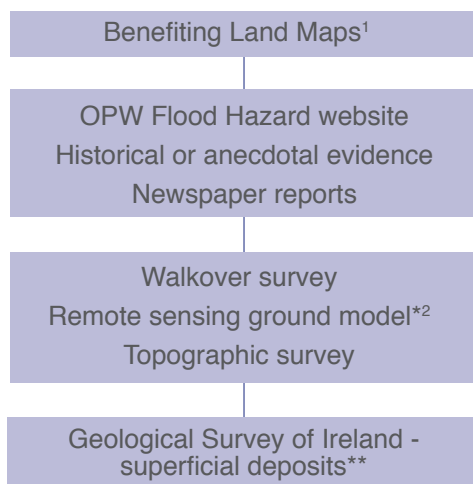 Benefiting Land Maps¹
OPW Flood Hazard website
Historical or anecdotal evidence
Newspaper reports
Walkover survey
Remote sensing ground model*²
Topographic survey
Geological Survey of Ireland -
superficial deposits**